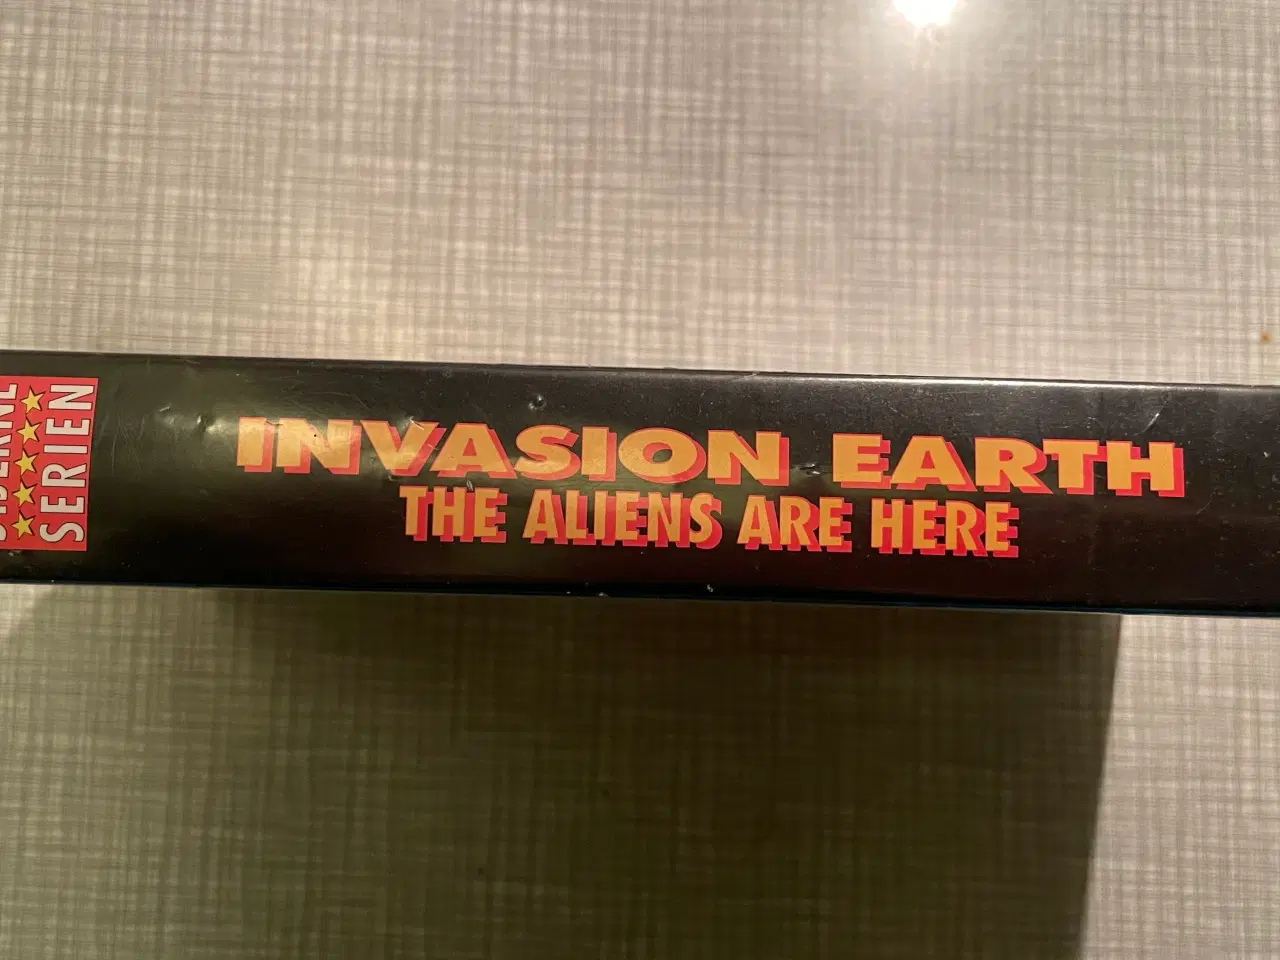 SERIEN
INVASION EARTH
THE ALIENS ARE HERE